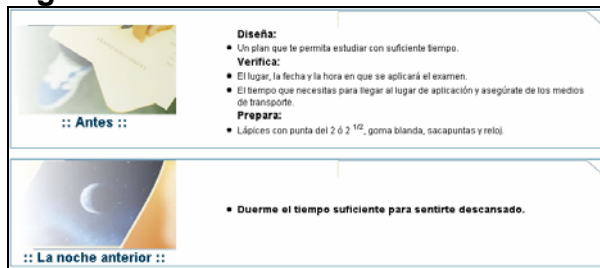 Diseña:
• Un plan que te permita estudiar con suficiente tiempo.
Verifica:
• El lugar, la fecha y la hora en que se aplicará el examen.
• El tiempo que necesitas para llegar al lugar de aplicación y asegúrate de los medios
de transporte.
Prepara:
• Lápices con punta del 2 ó 2 1/2, goma blanda, sacapuntas y reloj.
:: Antes ::
• Duerme el tiempo suficiente para sentirte descansado.
:: La noche anterior ::